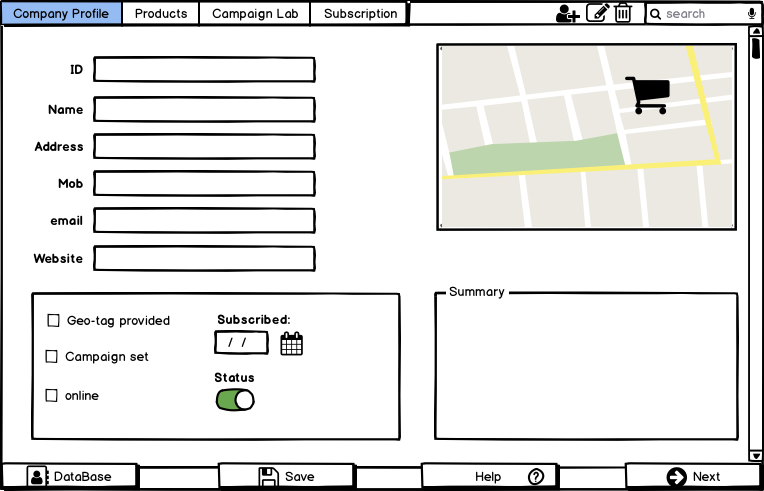 Company Profile
Products
Campaign Lab
Subscription
search
ID
Name
Address
Mob
email
Website
Geo-tag provided
Campaign set
online
Subscribed:
/ /
Status
Summary
DataBase
Save
Help
?
Next